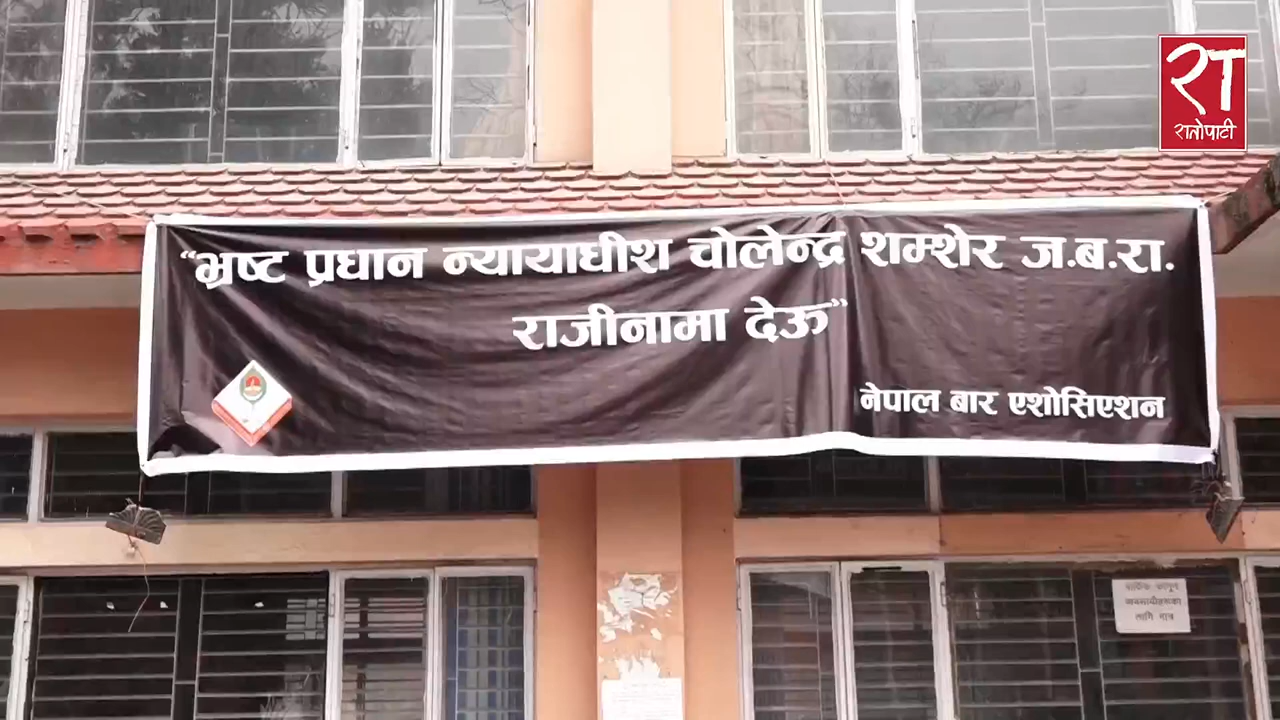 रा
रातोपाटी
“भ्रष्ट प्रधान न्यायाधीश चोलेन्द्र शम्शेर ज.ब.रा.
राजीनामा देऊ”
नेपाल बार एशोसिएशन
लागि मात्र